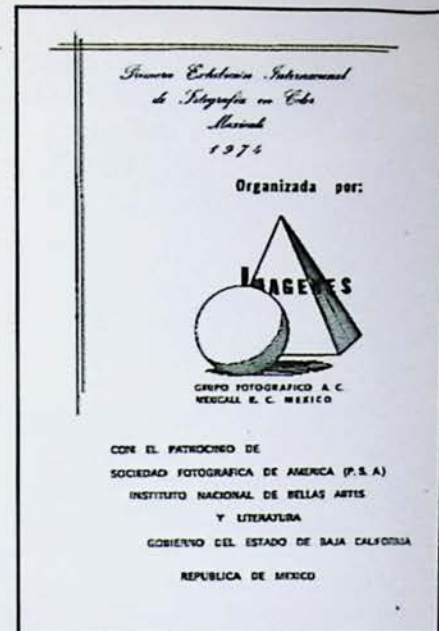 Primera Exhibición Internacional
de Fotografía en Color
Mexicali
1974
Organizada por:
IMAGENES
GRUPO FOTOGRAFICO A. C.
MEXICALI B. C. MEXICO
CON EL PATROCINIO DE
SOCIEDAD FOTOGRAFICA DE AMERICA (P. S. A)
INSTITUTO NACIONAL DE BELLAS ARTES
Y LITERATURA
GOBIERNO DEL ESTADO DE BAJA CALIFORNIA
REPUBLICA DE MEXICO